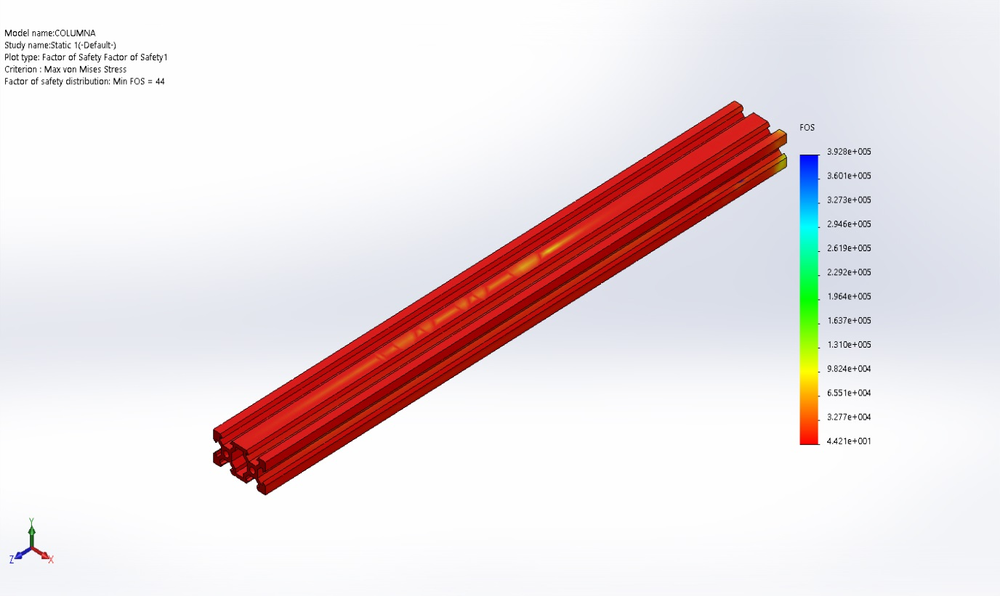 Model name:COLUMNA
Study name:Static 1(-Default-)
Plot type: Factor of Safety Factor of Safety1
Criterion : Max von Mises Stress
Factor of safety distribution: Min FOS = 44
FOS
3.928e+005
3.601e+005
3.273e+005
2.946e+005
2.619e+005
2.292e+005
1.964e+005
1.637e+005
1.310e+005
9.824e+004
6.551e+004
3.277e+004
4.421e+001
Y
Z
X